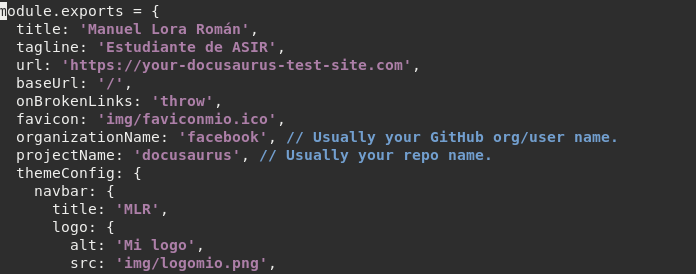 module.exports = {
  title: 'Manuel Lora Román',
  tagline: 'Estudiante de ASIR',
  url: 'https://your-docusaurus-test-site.com',
  baseUrl: '/',
  onBrokenLinks: 'throw',
  favicon: 'img/faviconmio.ico',
  organizationName: 'facebook', // Usually your GitHub org/user name.
  projectName: 'docusaurus', // Usually your repo name.
  themeConfig: {
    navbar: {
      title: 'MLR',
      logo: {
        alt: 'Mi logo',
        src: 'img/logomio.png',